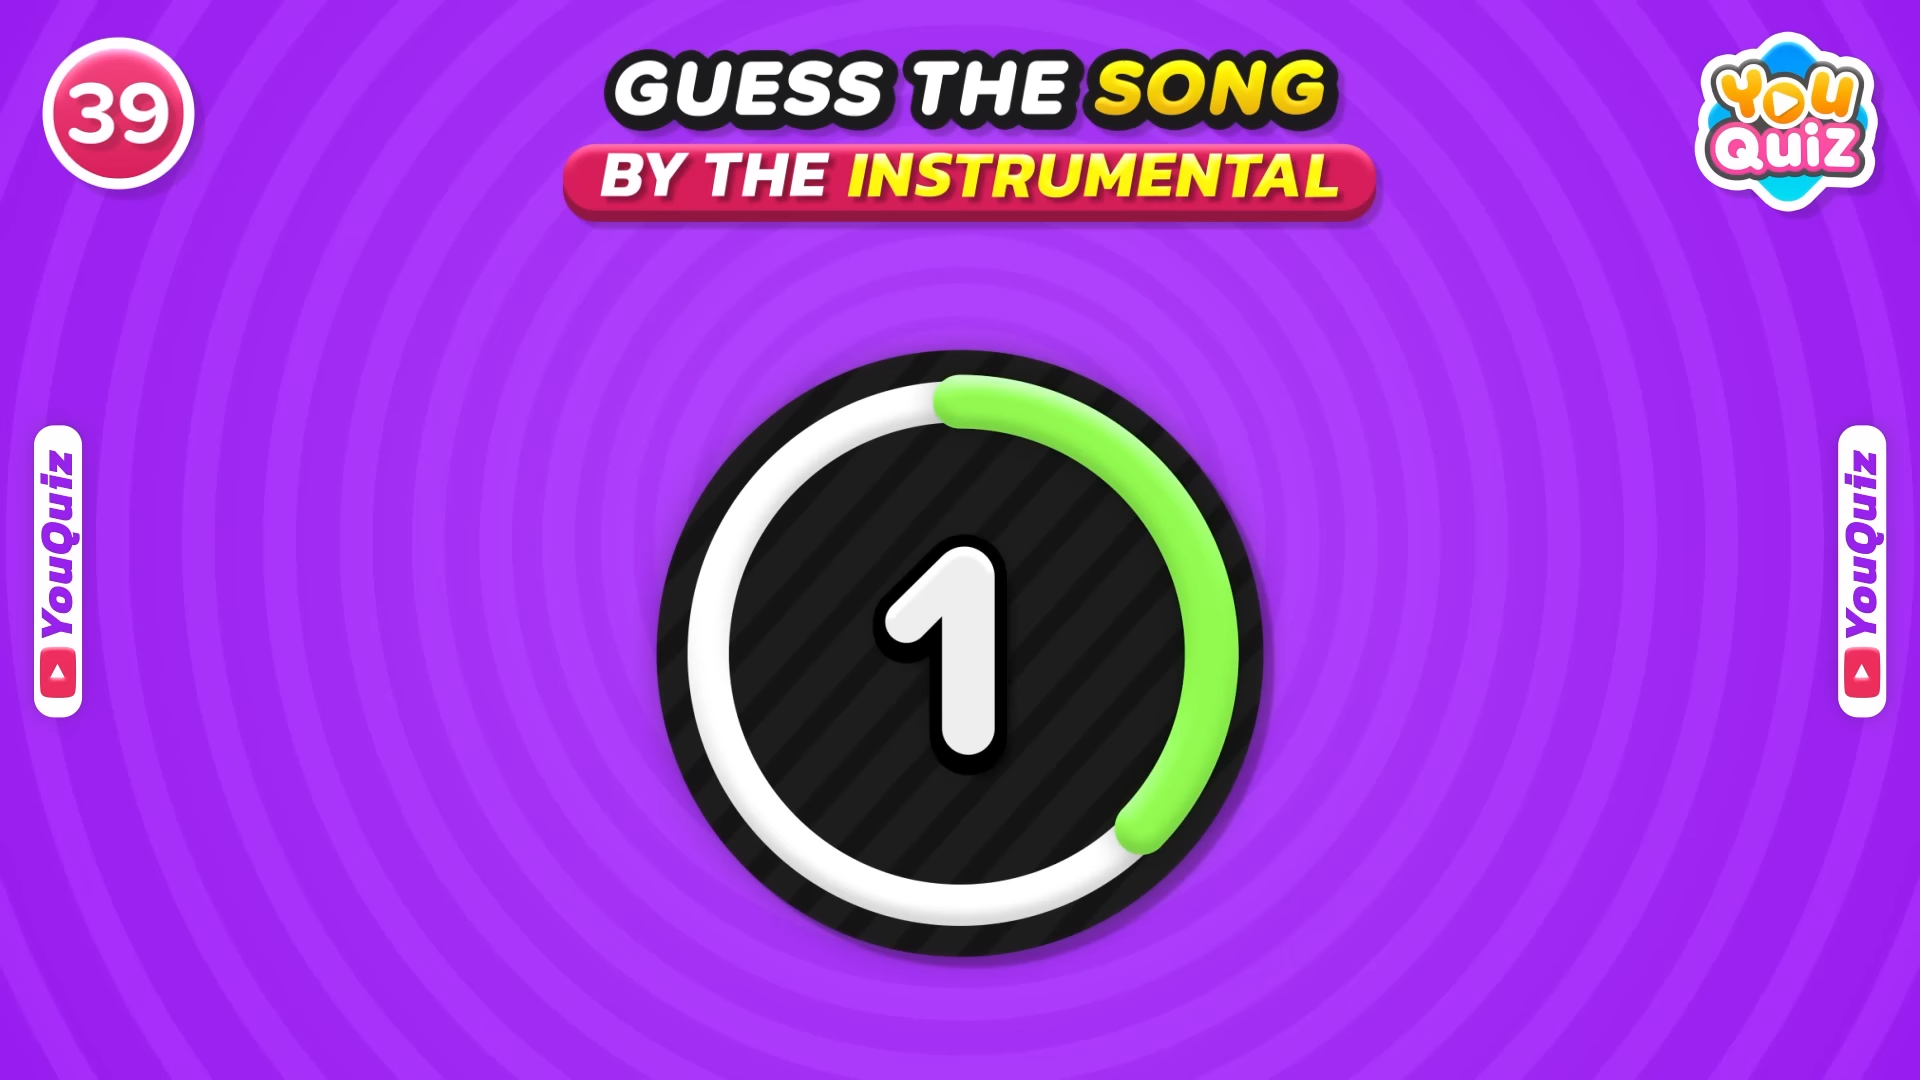 39
GUESS THE SONG
BY THE INSTRUMENTAL
You
Quiz
YouQuiz
1
YouQuiz